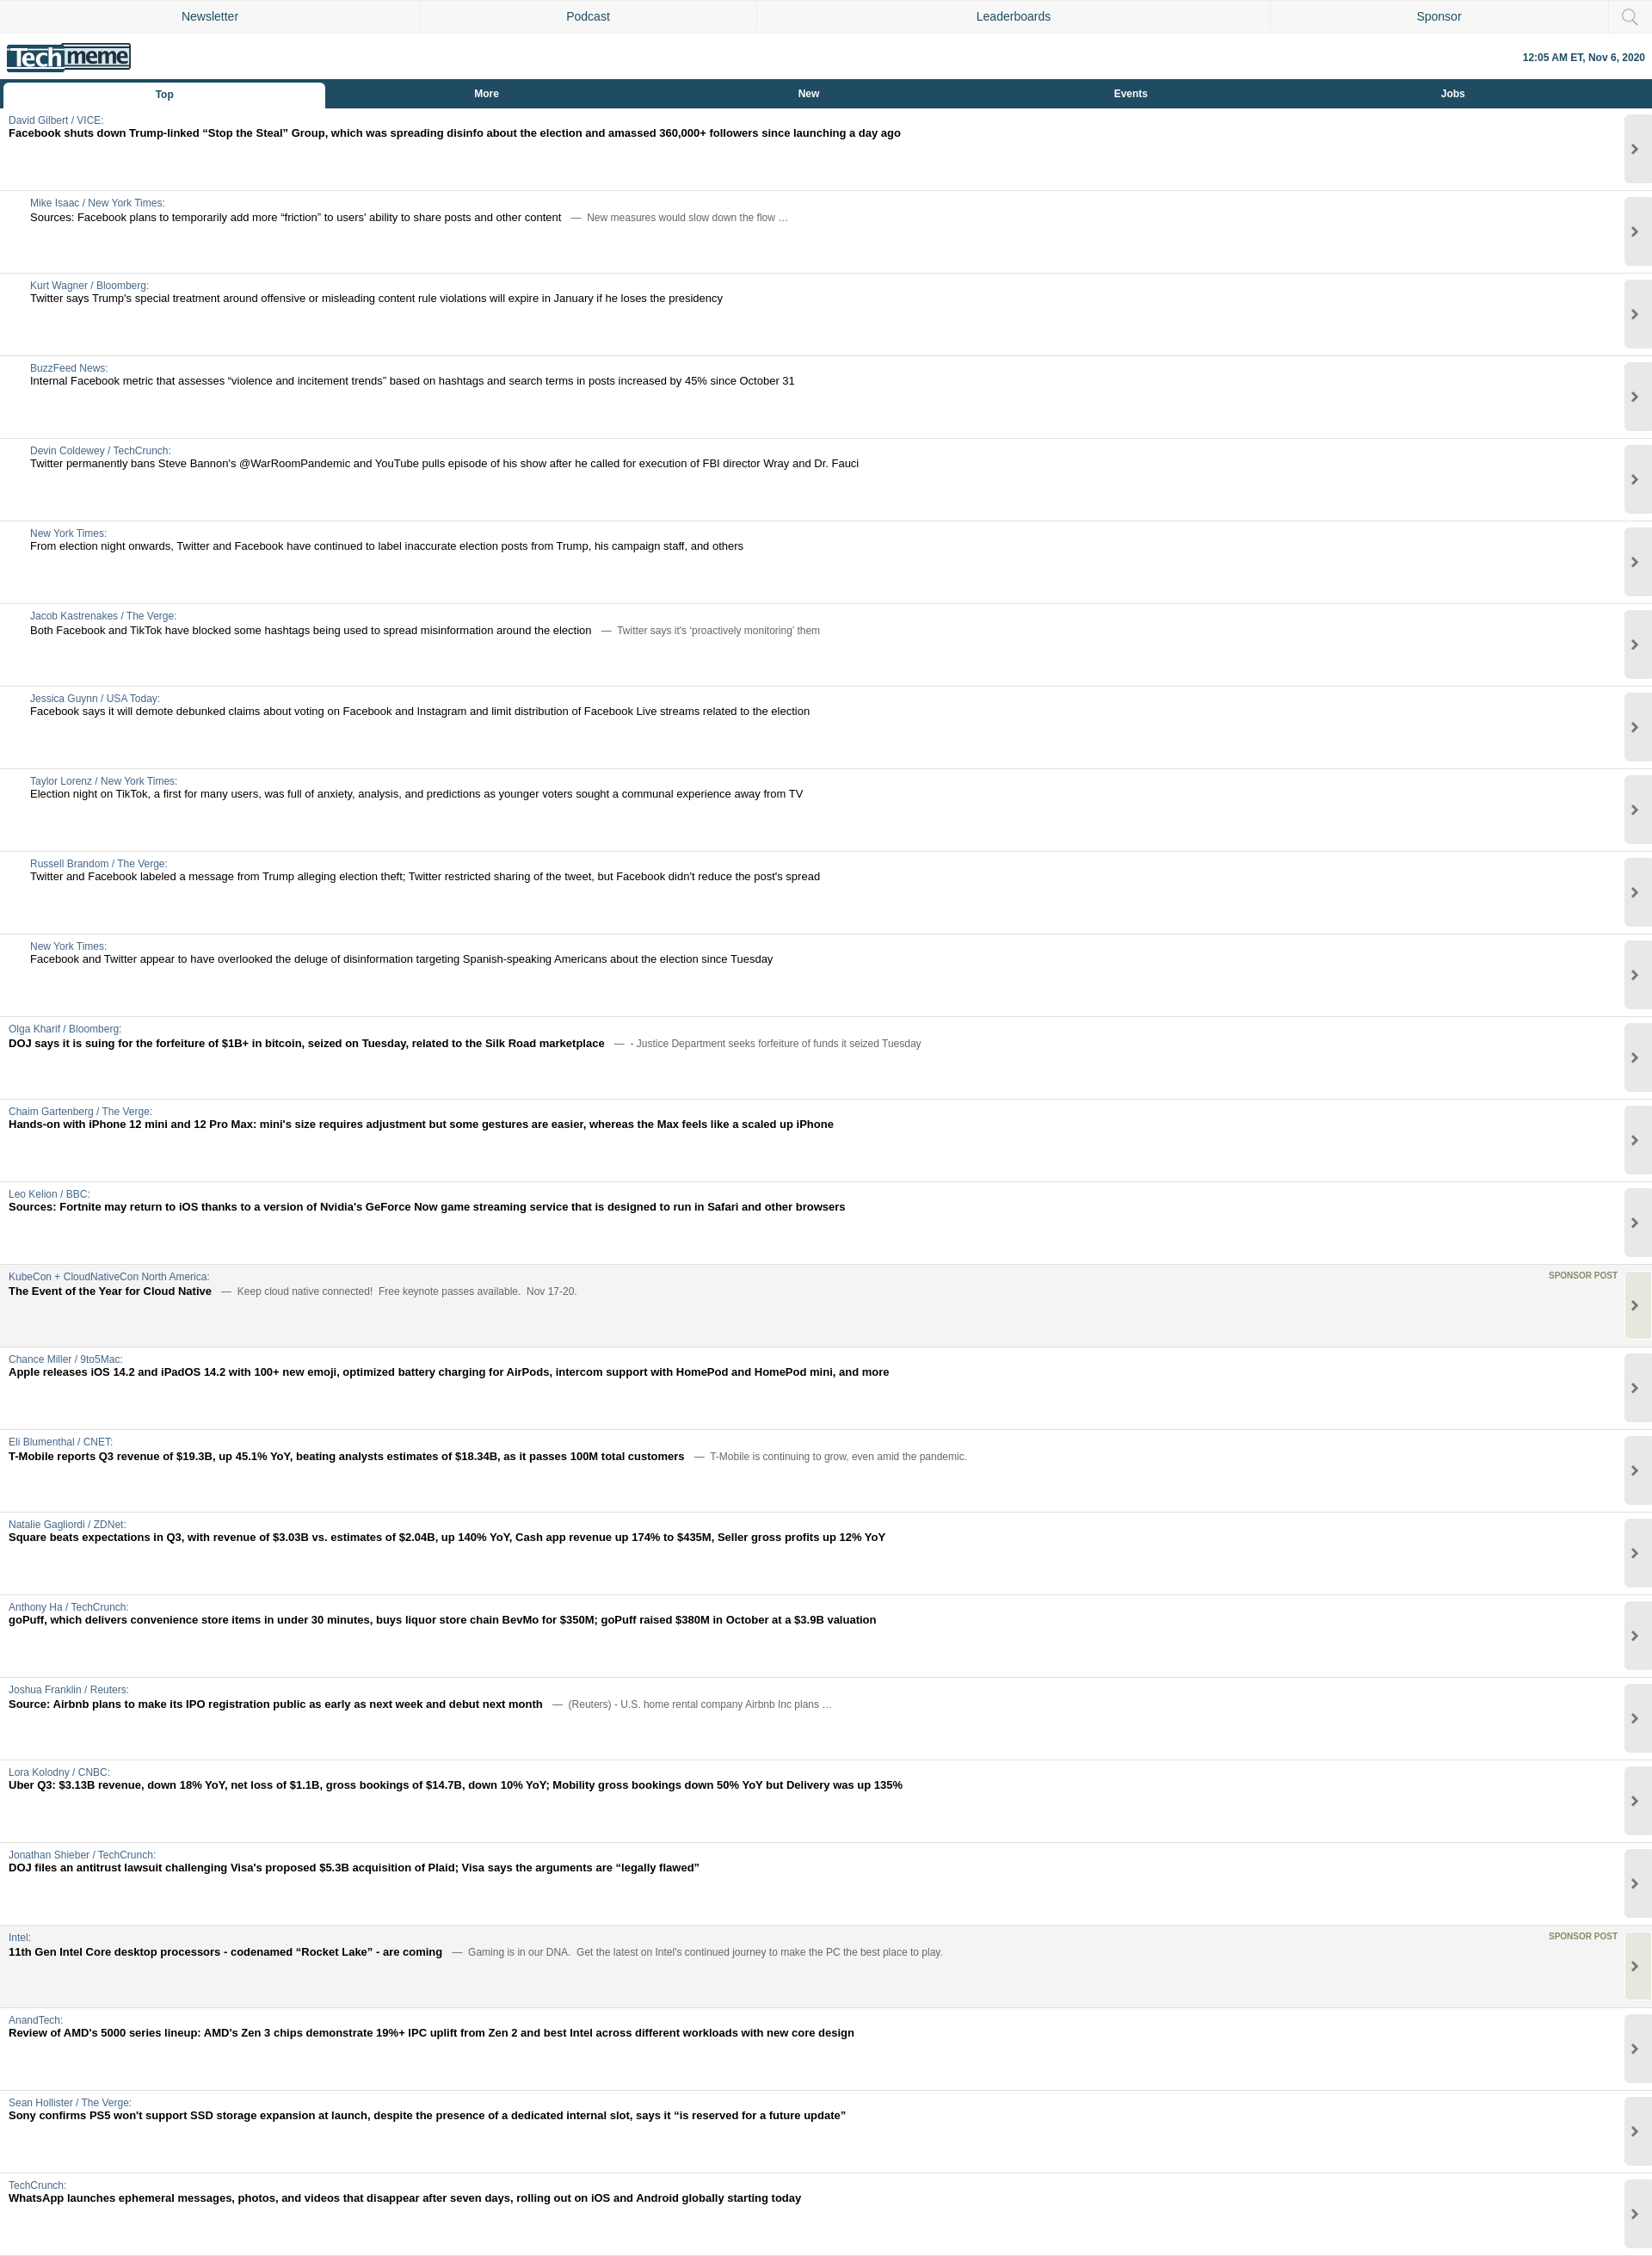 Newsletter
Podcast
Leaderboards
Sponsor
Techmeme
12:05 AM ET, Nov 6, 2020
Top
More
New
Events
Jobs
David Gilbert / VICE:
Facebook shuts down Trump-linked “Stop the Steal” Group, which was spreading disinfo about the election and amassed 360,000+ followers since launching a day ago
Mike Isaac / New York Times:
Sources: Facebook plans to temporarily add more “friction” to users' ability to share posts and other content — New measures would slow down the flow …
Kurt Wagner / Bloomberg:
Twitter says Trump's special treatment around offensive or misleading content rule violations will expire in January if he loses the presidency
BuzzFeed News:
Internal Facebook metric that assesses “violence and incitement trends” based on hashtags and search terms in posts increased by 45% since October 31
Devin Coldewey / TechCrunch:
Twitter permanently bans Steve Bannon's @WarRoomPandemic and YouTube pulls episode of his show after he called for execution of FBI director Wray and Dr. Fauci
New York Times:
From election night onwards, Twitter and Facebook have continued to label inaccurate election posts from Trump, his campaign staff, and others
Jacob Kastrenakes / The Verge:
Both Facebook and TikTok have blocked some hashtags being used to spread misinformation around the election — Twitter says it's ‘proactively monitoring’ them
Jessica Guynn / USA Today:
Facebook says it will demote debunked claims about voting on Facebook and Instagram and limit distribution of Facebook Live streams related to the election
Taylor Lorenz / New York Times:
Election night on TikTok, a first for many users, was full of anxiety, analysis, and predictions as younger voters sought a communal experience away from TV
Russell Brandom / The Verge:
Twitter and Facebook labeled a message from Trump alleging election theft; Twitter restricted sharing of the tweet, but Facebook didn't reduce the post's spread
New York Times:
Facebook and Twitter appear to have overlooked the deluge of disinformation targeting Spanish-speaking Americans about the election since Tuesday
Olga Kharif / Bloomberg:
DOJ says it is suing for the forfeiture of $1B+ in bitcoin, seized on Tuesday, related to the Silk Road marketplace — - Justice Department seeks forfeiture of funds it seized Tuesday
Chaim Gartenberg / The Verge:
Hands-on with iPhone 12 mini and 12 Pro Max: mini's size requires adjustment but some gestures are easier, whereas the Max feels like a scaled up iPhone
Leo Kelion / BBC:
Sources: Fortnite may return to iOS thanks to a version of Nvidia's GeForce Now game streaming service that is designed to run in Safari and other browsers
KubeCon + CloudNativeCon North America:
SPONSOR POST
The Event of the Year for Cloud Native — Keep cloud native connected! Free keynote passes available. Nov 17-20.
Chance Miller / 9to5Mac:
Apple releases iOS 14.2 and iPadOS 14.2 with 100+ new emoji, optimized battery charging for AirPods, intercom support with HomePod and HomePod mini, and more
Eli Blumenthal / CNET:
T-Mobile reports Q3 revenue of $19.3B, up 45.1% YoY, beating analysts estimates of $18.34B, as it passes 100M total customers — T-Mobile is continuing to grow, even amid the pandemic.
Natalie Gagliordi / ZDNet:
Square beats expectations in Q3, with revenue of $3.03B vs. estimates of $2.04B, up 140% YoY, Cash app revenue up 174% to $435M, Seller gross profits up 12% YoY
Anthony Ha / TechCrunch:
goPuff, which delivers convenience store items in under 30 minutes, buys liquor store chain BevMo for $350M; goPuff raised $380M in October at a $3.9B valuation
Joshua Franklin / Reuters:
Source: Airbnb plans to make its IPO registration public as early as next week and debut next month — (Reuters) - U.S. home rental company Airbnb Inc plans …
Lora Kolodny / CNBC:
Uber Q3: $3.13B revenue, down 18% YoY, net loss of $1.1B, gross bookings of $14.7B, down 10% YoY; Mobility gross bookings down 50% YoY but Delivery was up 135%
Jonathan Shieber / TechCrunch:
DOJ files an antitrust lawsuit challenging Visa's proposed $5.3B acquisition of Plaid; Visa says the arguments are “legally flawed”
Intel:
SPONSOR POST
11th Gen Intel Core desktop processors - codenamed “Rocket Lake” - are coming — Gaming is in our DNA. Get the latest on Intel's continued journey to make the PC the best place to play.
AnandTech:
Review of AMD's 5000 series lineup: AMD's Zen 3 chips demonstrate 19%+ IPC uplift from Zen 2 and best Intel across different workloads with new core design
Sean Hollister / The Verge:
Sony confirms PS5 won't support SSD storage expansion at launch, despite the presence of a dedicated internal slot, says it “is reserved for a future update”
TechCrunch:
WhatsApp launches ephemeral messages, photos, and videos that disappear after seven days, rolling out on iOS and Android globally starting today